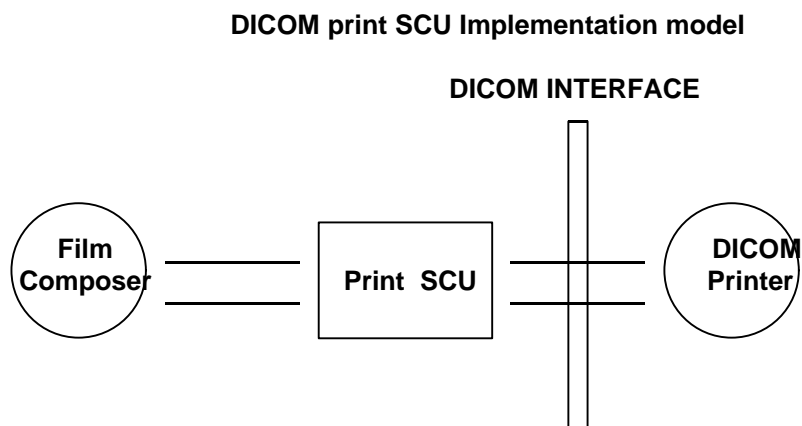 DICOM print SCU Implementation model
DICOM INTERFACE
Film
Composer
Print SCU
DICOM
Printer